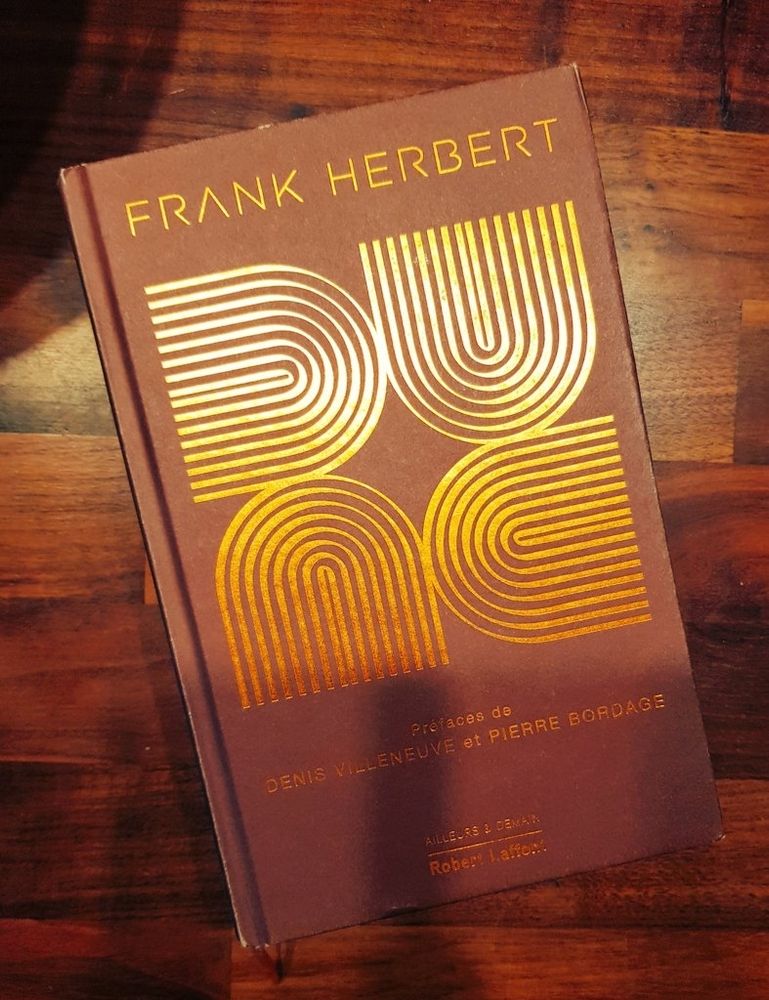 FRANK HERBERT
DUNE
Préfaces de
DENIS VILLENEUVE et PIERRE BORDAGE
AILLEURS & DEMAIN
Robert Laffont